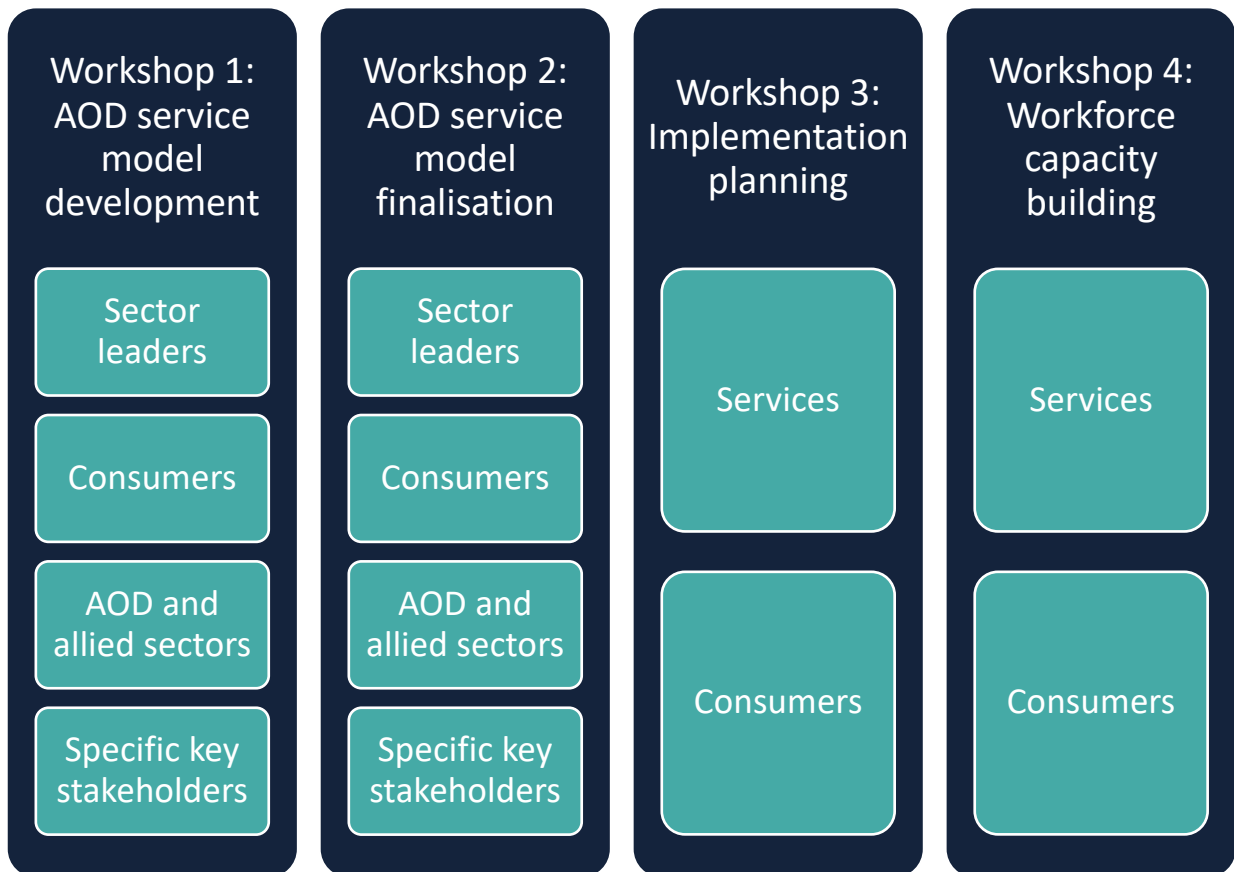 Workshop 1:
AOD service
model
development
Sector
leaders
Consumers
AOD and
allied sectors
Specific key
stakeholders
Workshop 2:
AOD service
model
finalisation
Sector
leaders
Consumers
AOD and
allied sectors
Specific key
stakeholders
Workshop 3:
Implementation
planning
Services
Consumers
Workshop 4:
Workforce
capacity
building
Services
Consumers